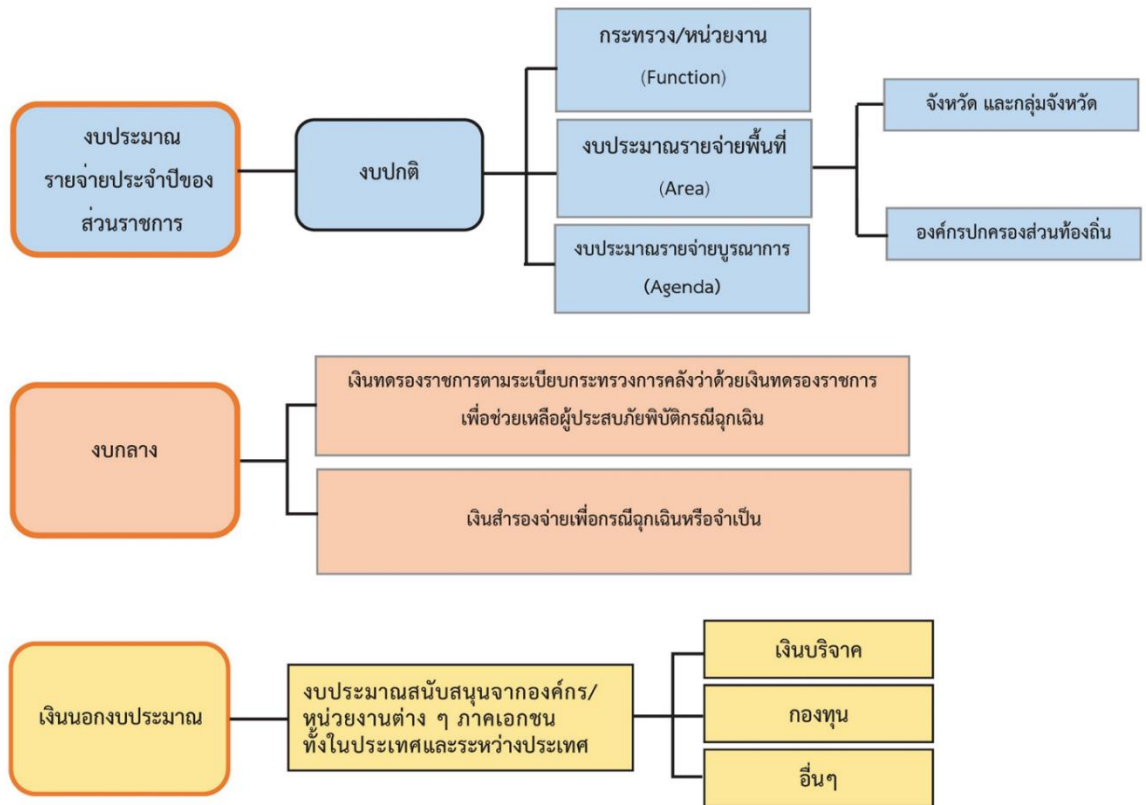 กระทรวง/หน่วยงาน
(Function)
งบประมาณ
รายจ่ายประจำปีของ
ส่วนราชการ
งบปกติ
งบประมาณรายจ่ายพื้นที่
(Area)
งบประมาณรายจ่ายบูรณาการ
(Agenda)
จังหวัด และกลุ่มจังหวัด
องค์กรปกครองส่วนท้องถิ่น
งบกลาง
เงินทดรองราชการตามระเบียบกระทรวงการคลังว่าด้วยเงินทดรองราชการ
เพื่อช่วยเหลือผู้ประสบภัยพิบัติกรณีฉุกเฉิน
เงินสำรองจ่ายเพื่อกรณีฉุกเฉินหรือจำเป็น
เงินนอกงบประมาณ
งบประมาณสนับสนุนจากองค์กร/
หน่วยงานต่าง ๆ ภาคเอกชน
ทั้งในประเทศและระหว่างประเทศ
เงินบริจาค
กองทุน
อื่นๆ